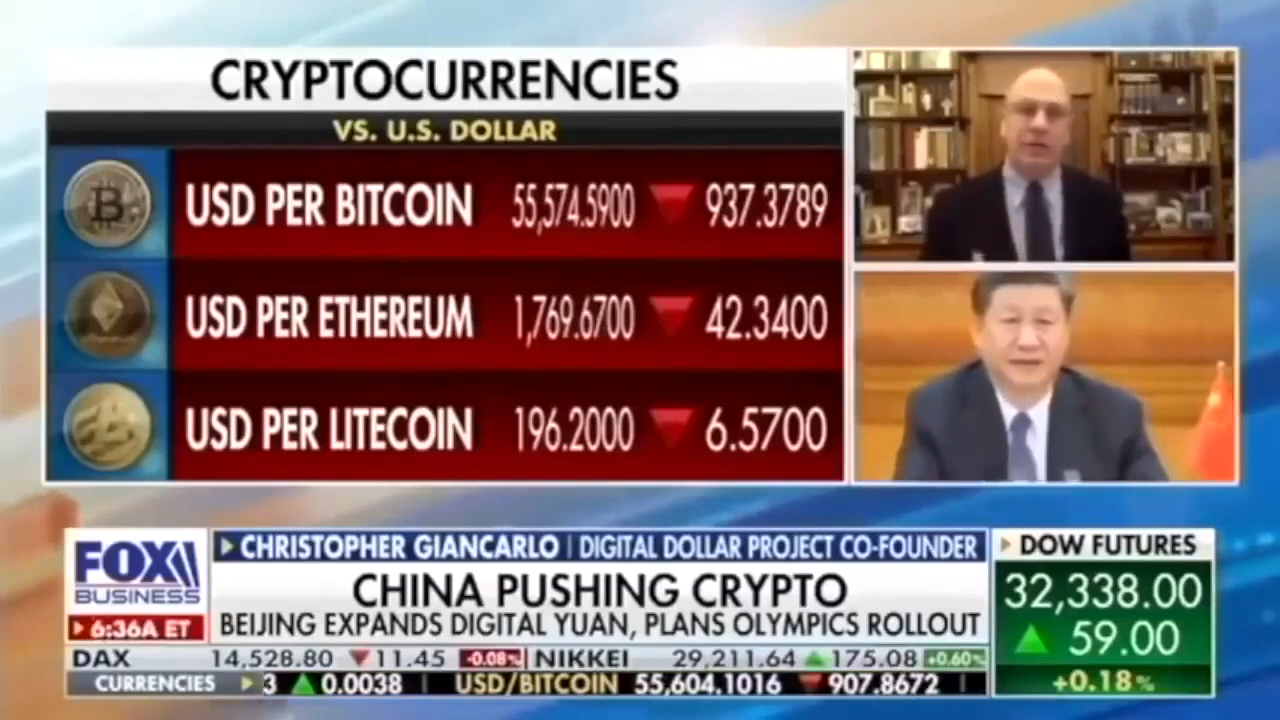 CRYPTOCURRENCIES
VS. U.S. DOLLAR
USD PER BITCOIN 55,574.5900 937.3789
USD PER ETHEREUM 1,769.6700 42.3400
USD PER LITECOIN 196.2000 6.5700
FOX BUSINESS
6:36A ET
CHRISTOPHER GIANCARLO | DIGITAL DOLLAR PROJECT CO-FOUNDER
CHINA PUSHING CRYPTO
BEIJING EXPANDS DIGITAL YUAN, PLANS OLYMPICS ROLLOUT
DOW FUTURES
32,338.00
59.00
+0.18%
DAX 14,528.80 11.45 -0.08% NIKKEI 29,211.64 175.08 +0.60%
CURRENCIES 3 0.0038 USD/BITCOIN 55,604.1016 907.8672